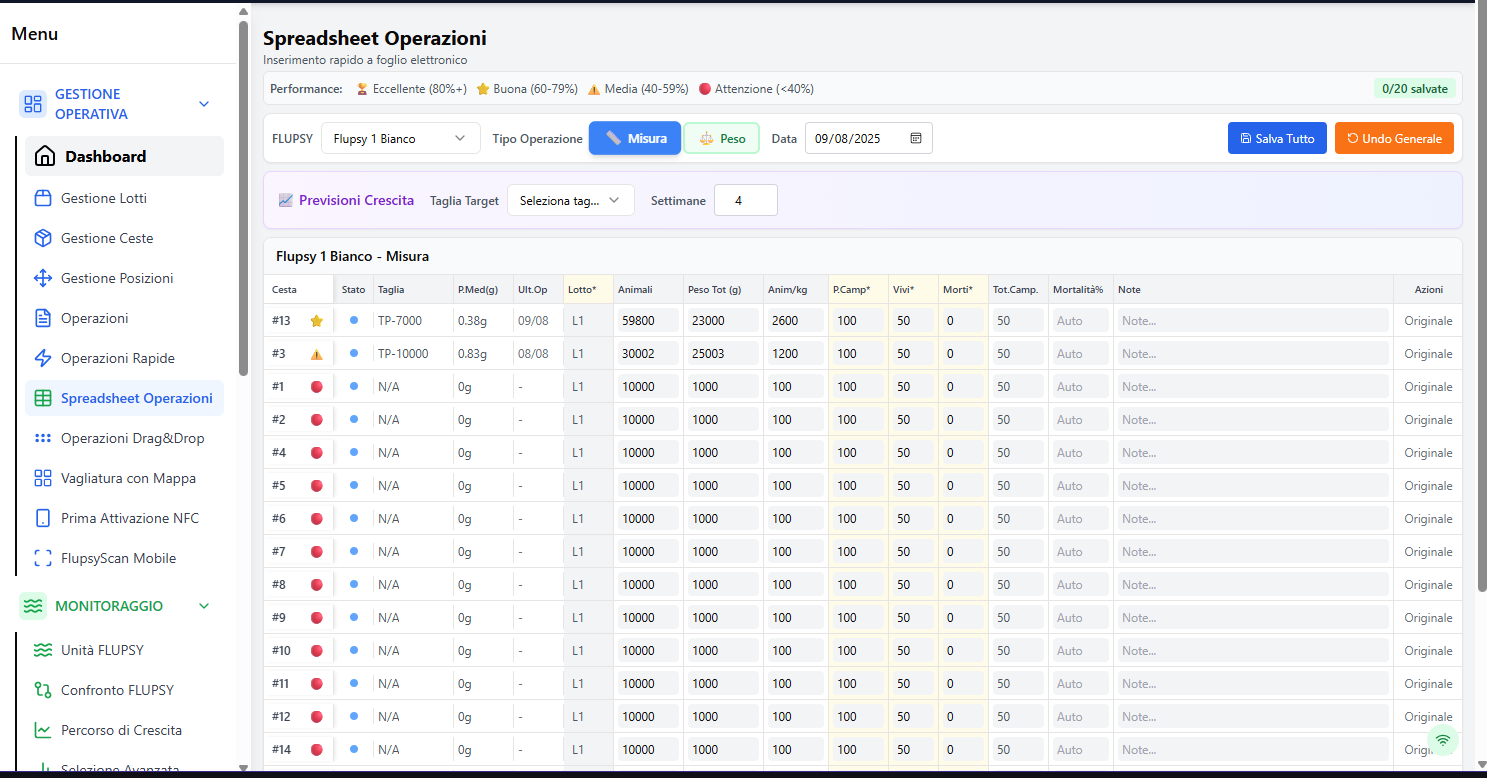 Menu
GESTIONE
OPERATIVA
Dashboard
Gestione Lotti
Gestione Ceste
Gestione Posizioni
Operazioni
Operazioni Rapide
Spreadsheet Operazioni
Operazioni Drag&Drop
Vagliatura con Mappa
Prima Attivazione NFC
FlupsyScan Mobile
MONITORAGGIO
Unità FLUPSY
Confronto FLUPSY
Percorso di Crescita
Selezione Avanzata
Spreadsheet Operazioni
Inserimento rapido a foglio elettronico
Performance: Eccellente (80%+) Buona (60-79%) Media (40-59%) Attenzione (<40%) 0/20 salvate
FLUPSY Flupsy 1 Bianco Tipo Operazione Misura Peso Data 09/08/2025 Salva Tutto Undo Generale
Previsioni Crescita Taglia Target Seleziona tag... Settimane 4
Flupsy 1 Bianco - Misura
Cesta Stato Taglia P.Med(g) Ult.Op Lotto* Animali Peso Tot (g) Anim/kg P.Camp* Vivi* Morti* Tot.Camp. Mortalità% Note Azioni
#13 TP-7000 0.38g 09/08 L1 59800 23000 2600 100 50 0 50 Auto Note... Originale
#3 TP-10000 0.83g 08/08 L1 30002 25003 1200 100 50 0 50 Auto Note... Originale
#1 N/A 0g - L1 10000 1000 100 100 50 0 50 Auto Note... Originale
#2 N/A 0g - L1 10000 1000 100 100 50 0 50 Auto Note... Originale
#4 N/A 0g - L1 10000 1000 100 100 50 0 50 Auto Note... Originale
#5 N/A 0g - L1 10000 1000 100 100 50 0 50 Auto Note... Originale
#6 N/A 0g - L1 10000 1000 100 100 50 0 50 Auto Note... Originale
#7 N/A 0g - L1 10000 1000 100 100 50 0 50 Auto Note... Originale
#8 N/A 0g - L1 10000 1000 100 100 50 0 50 Auto Note... Originale
#9 N/A 0g - L1 10000 1000 100 100 50 0 50 Auto Note... Originale
#10 N/A 0g - L1 10000 1000 100 100 50 0 50 Auto Note... Originale
#11 N/A 0g - L1 10000 1000 100 100 50 0 50 Auto Note... Originale
#12 N/A 0g - L1 10000 1000 100 100 50 0 50 Auto Note... Originale
#14 N/A 0g - L1 10000 1000 100 100 50 0 50 Auto Note...